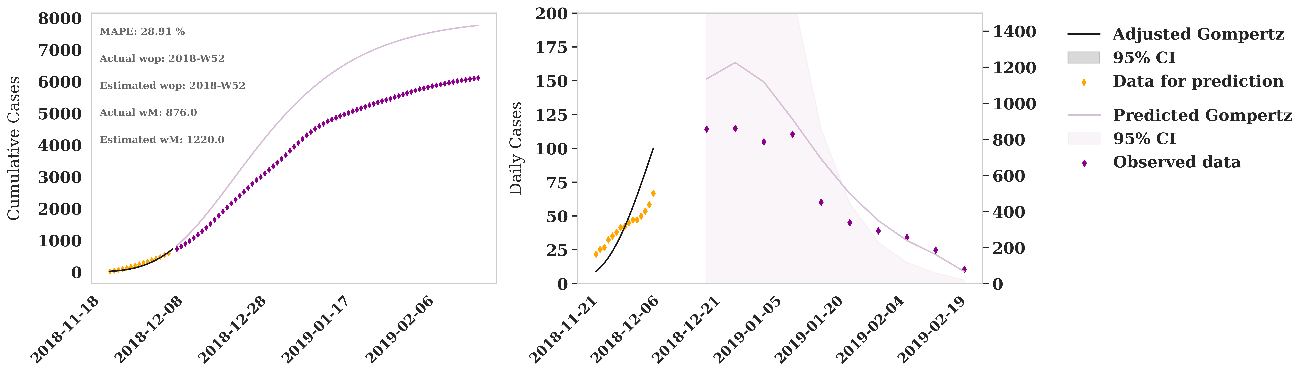 Cumulative Cases
8000
7000
6000
5000
4000
3000
2000
1000
0
MAPE: 28.91 %
Actual wop: 2018-W52
Estimated wop: 2018-W52
Actual wM: 876.0
Estimated wM: 1220.0
2018-11-18
2018-12-08
2018-12-28
2019-01-17
2019-02-06
Daily Cases
200
175
150
125
100
75
50
25
0
1400
1200
1000
800
600
400
200
0
2018-11-21
2018-12-06
2018-12-21
2019-01-05
2019-01-20
2019-02-04
2019-02-19
Adjusted Gompertz
95% CI
Data for prediction
Predicted Gompertz
95% CI
Observed data